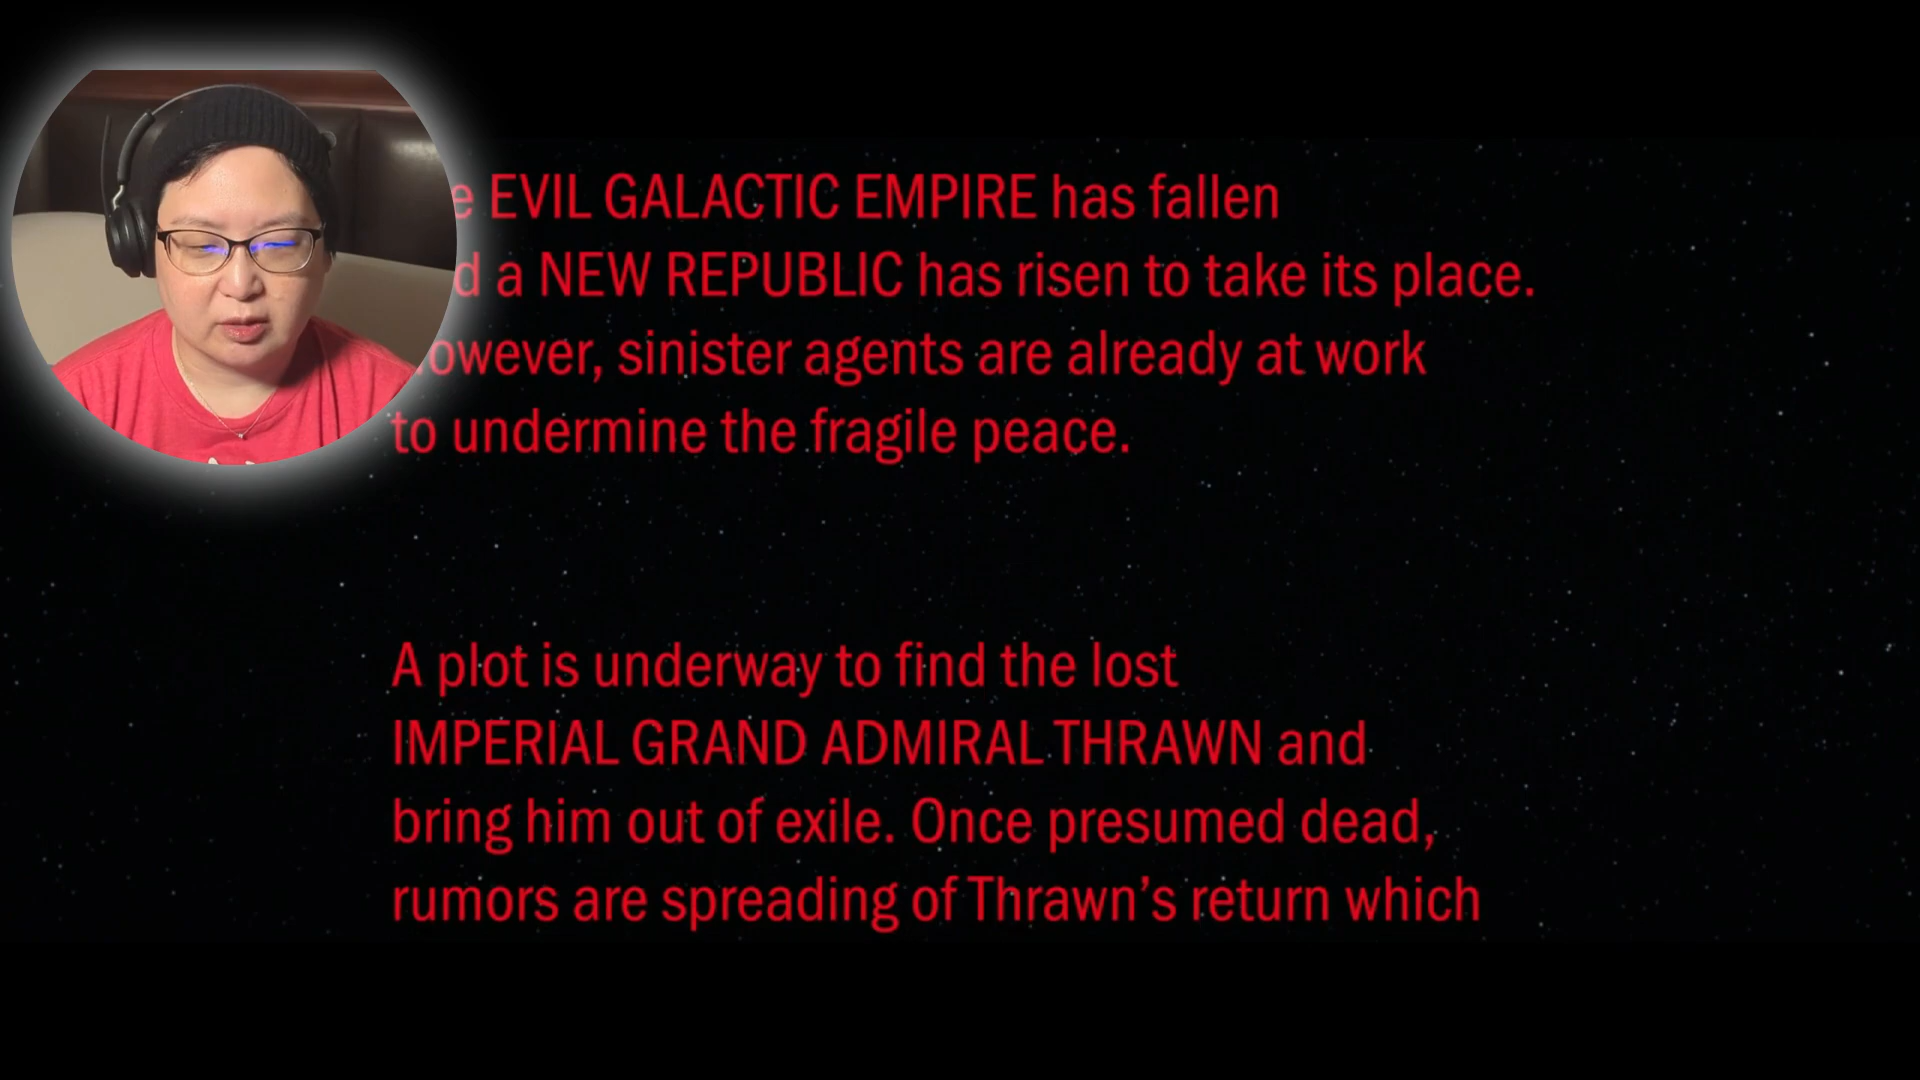 EVIL GALACTIC EMPIRE has fallen
a NEW REPUBLIC has risen to take its place.
sinister agents are already at work
to undermine the fragile peace.
A plot is underway to find the lost
IMPERIAL GRAND ADMIRAL THRAWN and
bring him out of exile. Once presumed dead,
rumors are spreading of Thrawn's return which